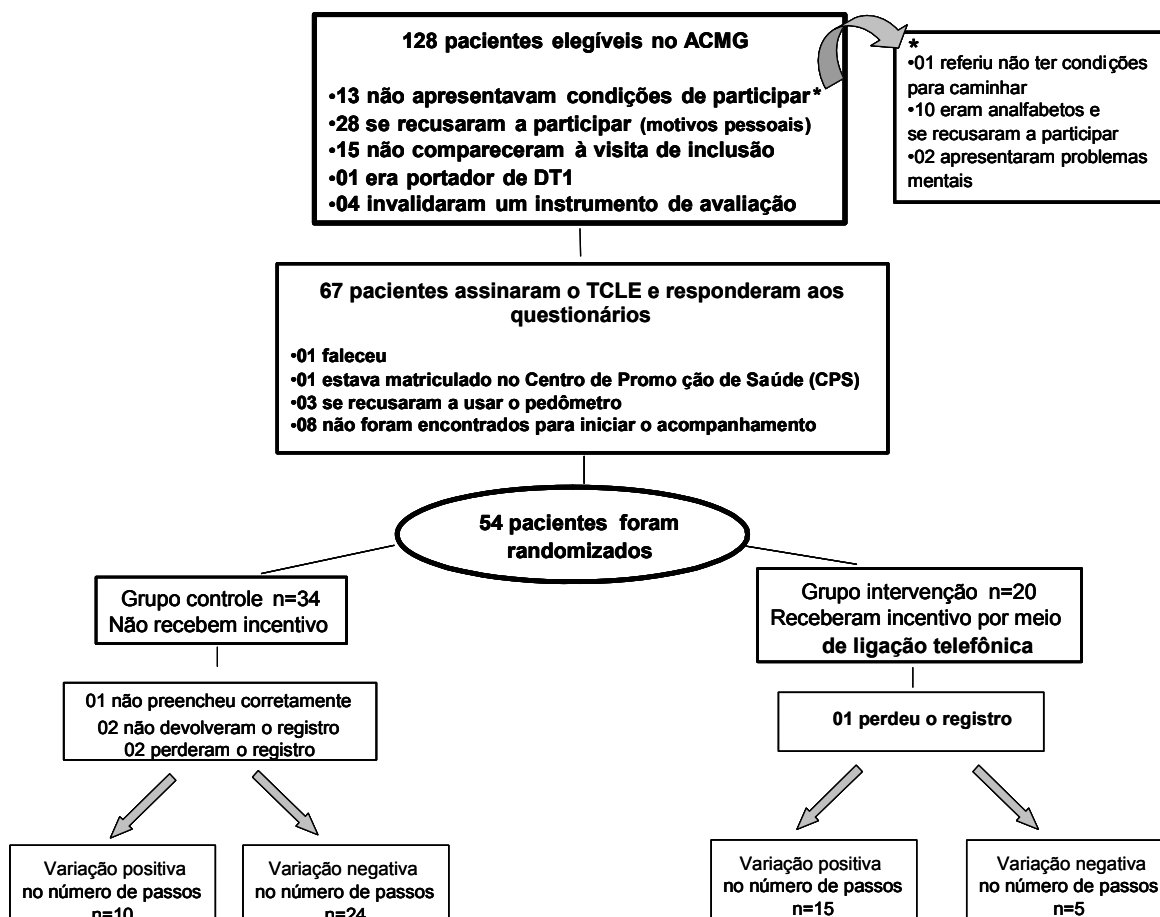 128 pacientes elegíveis no ACMG
•13 não apresentavam condições de participar*
•28 se recusaram a participar (motivos pessoais)
•15 não compareceram à visita de inclusão
•01 era portador de DT1
•04 invalidaram um instrumento de avaliação
*
•01 referiu não ter condições
para caminhar
•10 eram analfabetos e
se recusaram a participar
•02 apresentaram problemas
mentais
67 pacientes assinaram o TCLE e responderam aos
questionários
•01 faleceu
•01 estava matriculado no Centro de Promo ção de Saúde (CPS)
•03 se recusaram a usar o pedômetro
•08 não foram encontrados para iniciar o acompanhamento
54 pacientes foram
randomizados
Grupo controle n=34
Não recebem incentivo
Grupo intervenção n=20
Receberam incentivo por meio
de ligação telefônica
01 não preencheu corretamente
02 não devolveram o registro
02 perderam o registro
01 perdeu o registro
Variação positiva
no número de passos
n=10
Variação negativa
no número de passos
n=24
Variação positiva
no número de passos
n=15
Variação negativa
no número de passos
n=5